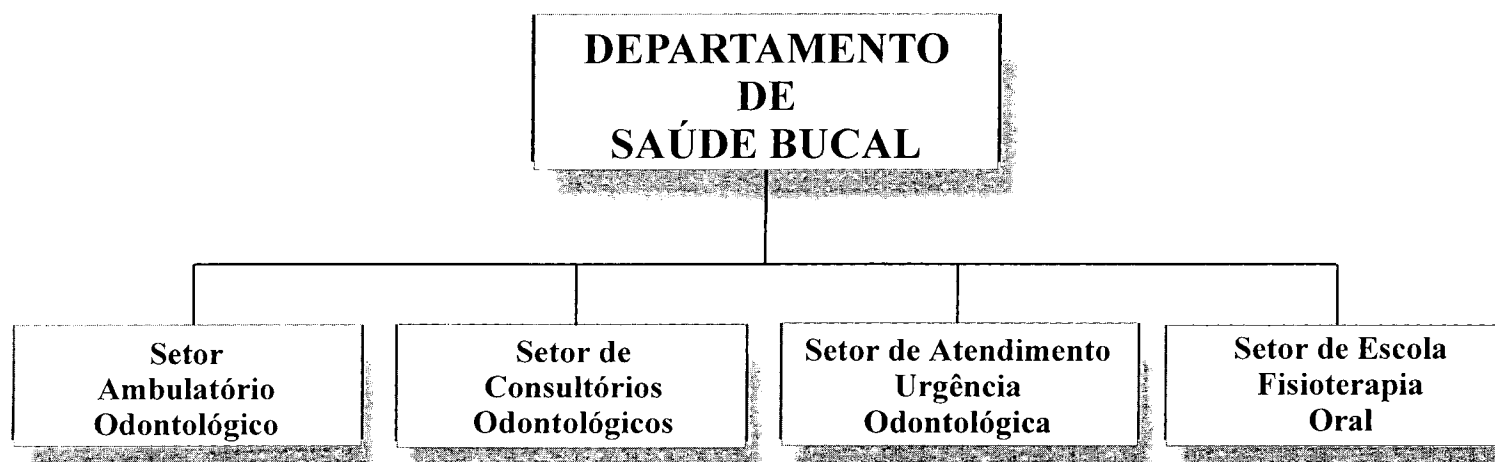 DEPARTAMENTO
DE
SAÚDE BUCAL
Setor
Ambulatório
Odontológico
Setor de
Consultórios
Odontológicos
Setor de Atendimento
Urgência
Odontológica
Setor de Escola
Fisioterapia
Oral